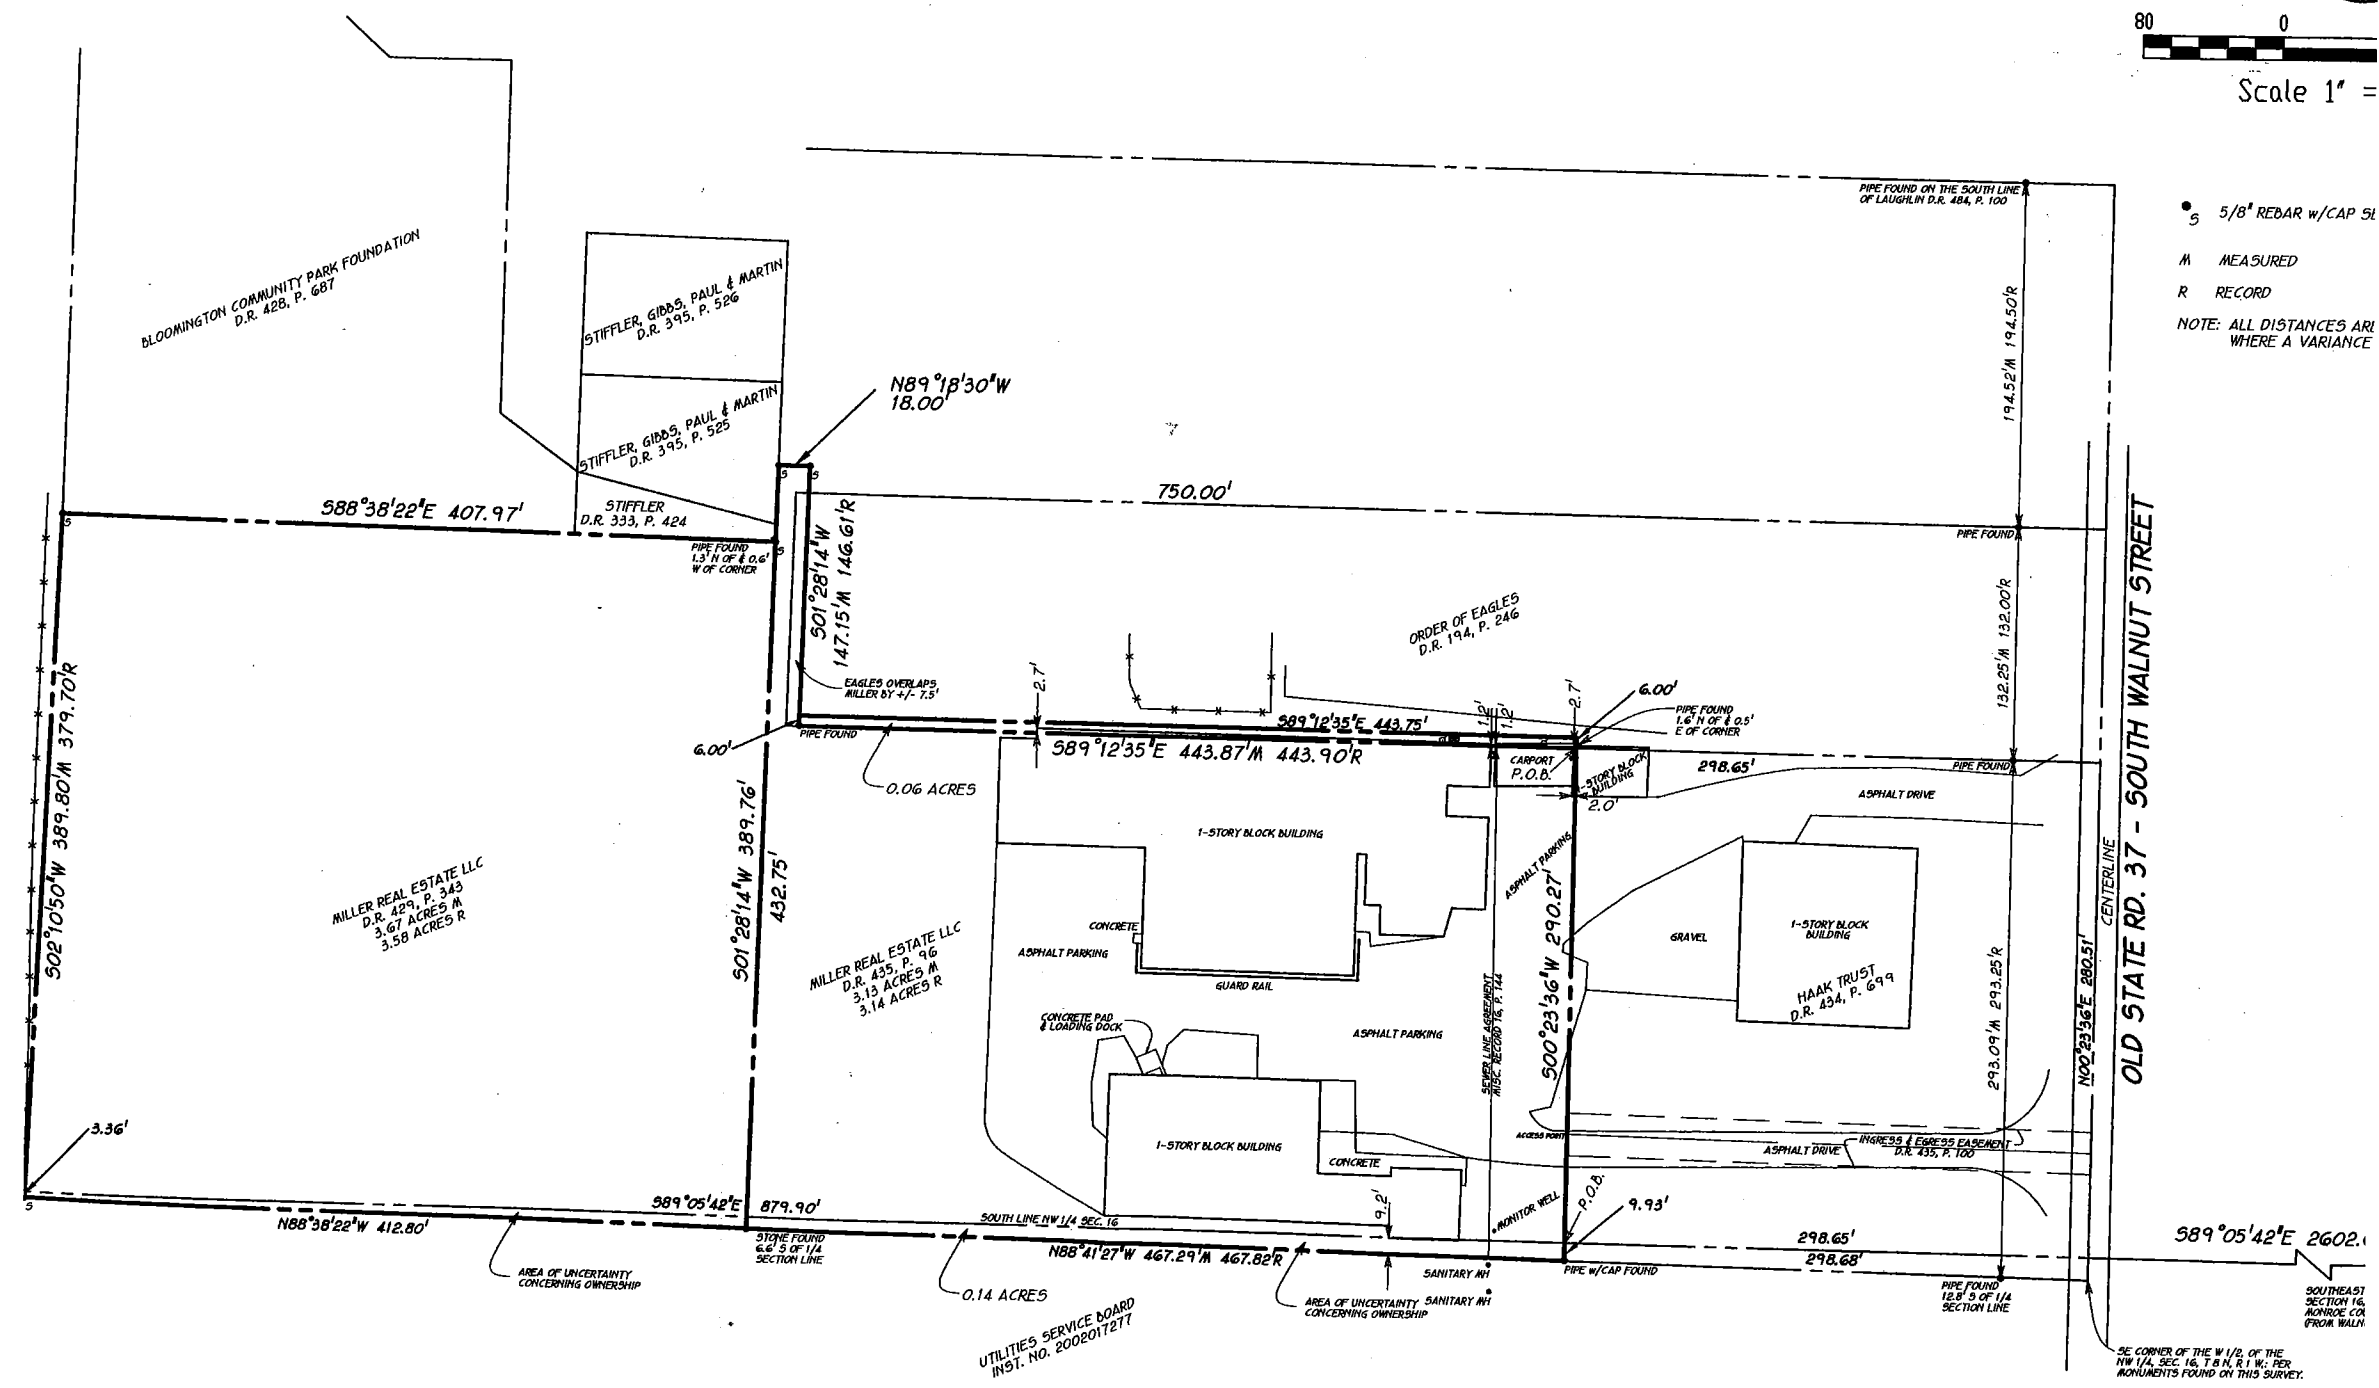 80 0
Scale 1" =
PIPE FOUND ON THE SOUTH LINE
OF LAUGHLIN D.R. 484, P. 100
S 5/8" REBAR w/CAP
M MEASURED
R RECORD
NOTE: ALL DISTANCES
WHERE A VARIANCE
BLOOMINGTON COMMUNITY PARK FOUNDATION
D.R. 428, P. 687
STIFFLER, GIBBS, PAUL & MARTIN
D.R. 395, P. 526
STIFFLER, GIBBS, PAUL & MARTIN
D.R. 395, P. 525
STIFFLER
D.R. 333, P. 424
N89°18'30"W
18.00'
194.52'M 194.50'R
S
S
S
S
S88°38'22"E 407.97'
750.00'
PIPE FOUND
PIPE FOUND
1.3' N OF & 0.6'
W OF CORNER
S01°28'14"W
147.15'M 146.61'R
EAGLES OVERLAPS
MILLER BY +/- 7.5'
ORDER OF EAGLES
D.R. 194, P. 246
132.25'M 132.00'R
2.7'
1.2'
1.2'
2.7'
6.00'
PIPE FOUND
1.6' N OF & 0.5'
E OF CORNER
S89°12'35"E 443.75'
S89°12'35"E 443.87'M 443.90'R
6.00'
PIPE FOUND
0.06 ACRES
CARPORT
P.O.B.
1-STORY BLOCK
BUILDING
2.0'
298.65'
PIPE FOUND
ASPHALT DRIVE
S02°10'50"W 389.80'M 379.70'R
S01°28'14"W 389.76'
432.75'
MILLER REAL ESTATE LLC
D.R. 429, P. 343
3.67 ACRES M
3.58 ACRES R
MILLER REAL ESTATE LLC
D.R. 435, P. 96
3.13 ACRES M
3.14 ACRES R
1-STORY BLOCK BUILDING
CONCRETE
ASPHALT PARKING
GUARD RAIL
CONCRETE PAD
& LOADING DOCK
ASPHALT PARKING
ASPHALT PARKING
SEWER LINE AGREEMENT
MISC. RECORD 16, P. 144
S00°23'36"W 290.27'
GRAVEL
1-STORY BLOCK
BUILDING
HAAK TRUST
D.R. 434, P. 699
293.09'M 293.25'R
N00°23'36"E 280.51'
CENTERLINE
OLD STATE RD. 37 - SOUTH WALNUT STREET
1-STORY BLOCK BUILDING
CONCRETE
ACCESS POINT
ASPHALT DRIVE
INGRESS & EGRESS EASEMENT
D.R. 435, P. 100
3.36'
S
N88°38'22"W 412.80'
S89°05'42"E 879.90'
SOUTH LINE NW 1/4 SEC. 16
9.2'
MONITOR WELL
P.O.B.
9.93'
298.65'
298.68'
S89°05'42"E 2602.
STONE FOUND
6.6' S OF 1/4
SECTION LINE
N88°41'27"W 467.29'M 467.82'R
AREA OF UNCERTAINTY
CONCERNING OWNERSHIP
0.14 ACRES
AREA OF UNCERTAINTY
CONCERNING OWNERSHIP
SANITARY MH
SANITARY MH
PIPE w/CAP FOUND
PIPE FOUND
12.8' S OF 1/4
SECTION LINE
UTILITIES SERVICE BOARD
INST. NO. 2002017277
SOUTHEAST
SECTION 16,
MONROE
(FROM
SE CORNER OF THE W 1/2, OF THE
NW 1/4, SEC. 16, T 8 N, R 1 W.; PER
MONUMENTS FOUND ON THIS SURVEY.